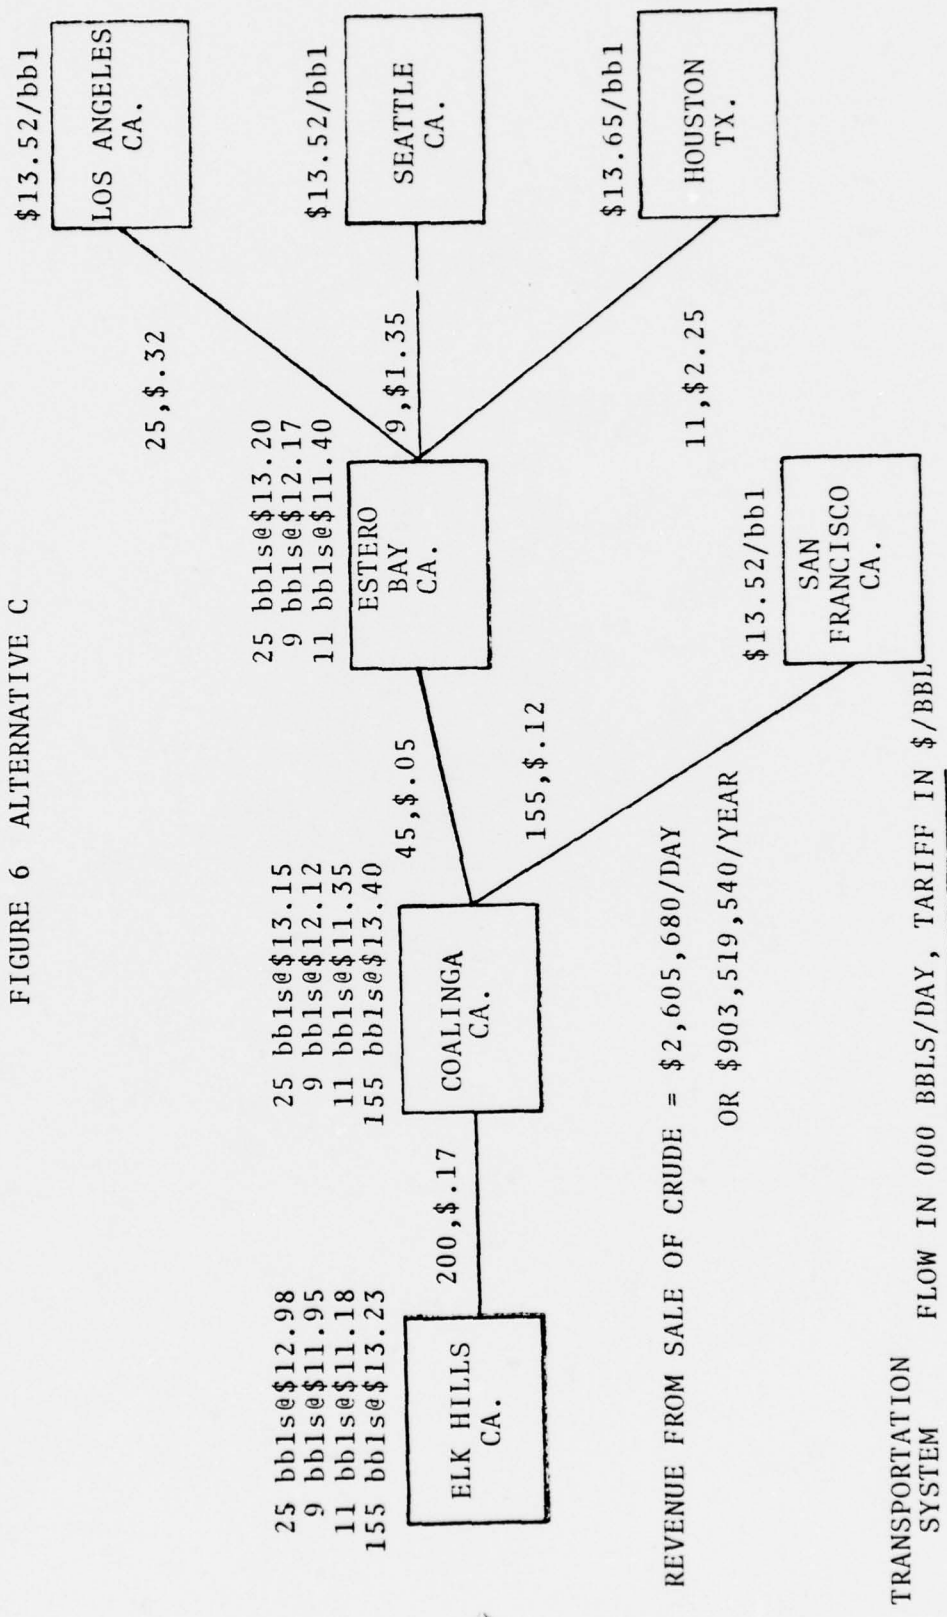 FIGURE 6 ALTERNATIVE C
25 bbls@$12.98
9 bbls@$11.95
11 bbls@$11.18
155 bbls@$13.23
ELK HILLS
CA.
200,$.17
25 bbls@$13.15
9 bbls@$12.12
11 bbls@$11.35
155 bbls@$13.40
COALINGA
CA.
45,$.05
155,$.12
25 bbls@$13.20
9 bbls@$12.17
11 bbls@$11.40
ESTERO
BAY
CA.
25,$.32
9,$1.35
11,$2.25
$13.52/bbl
LOS ANGELES
CA.
$13.52/bbl
SEATTLE
CA.
$13.65/bbl
HOUSTON
TX.
$13.52/bbl
SAN
FRANCISCO
CA.
REVENUE FROM SALE OF CRUDE = $2,605,680/DAY
OR $903,519,540/YEAR
TRANSPORTATION
SYSTEM
FLOW IN 000 BBLS/DAY, TARIFF IN $/BBL